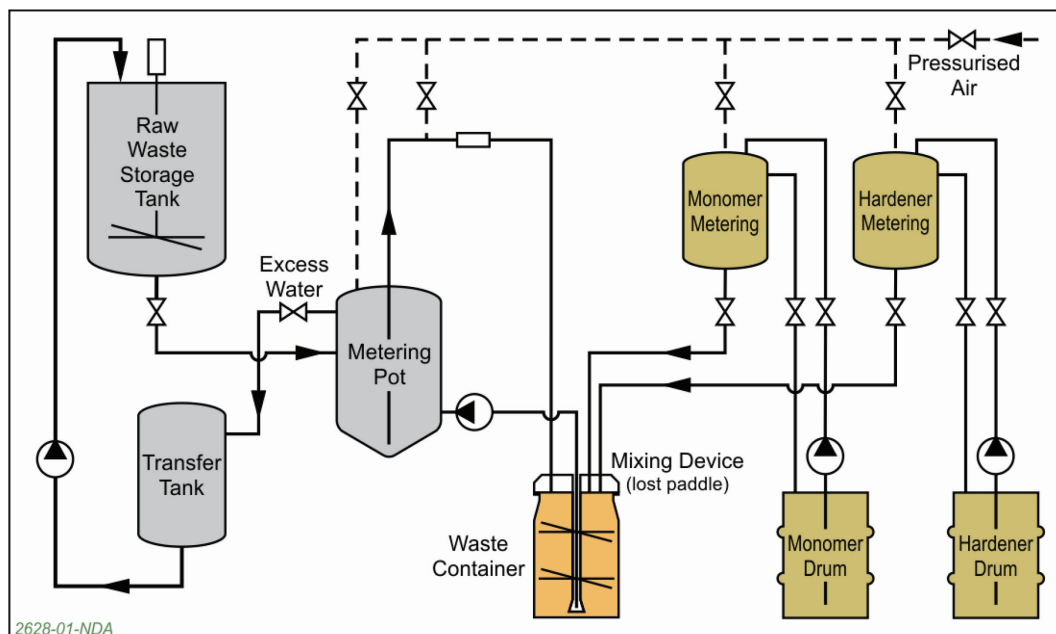 Raw
Waste
Storage
Tank
Excess
Water
Metering
Pot
Transfer
Tank
Pressurised
Air
Monomer
Metering
Hardener
Metering
Mixing Device
(lost paddle)
Waste
Container
Monomer
Drum
Hardener
Drum
2628-01-NDA